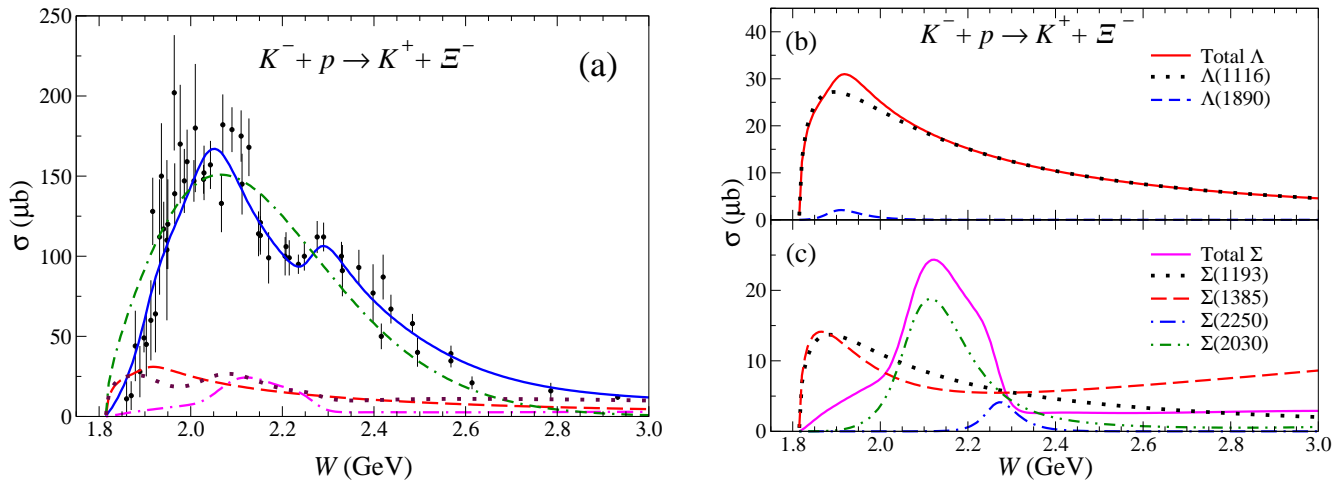 K⁻ + p → K⁺ + Ξ⁻
(a)
250
200
150
100
50
0
σ (μb)
1.8 2.0 2.2 2.4 2.6 2.8 3.0
W (GeV)
K⁻ + p → K⁺ + Ξ⁻
(b)
Total Λ
Λ(1116)
Λ(1890)
40
30
20
10
0
σ (μb)
(c)
Total Σ
Σ(1193)
Σ(1385)
Σ(2250)
Σ(2030)
20
10
0
1.8 2.0 2.2 2.4 2.6 2.8 3.0
W (GeV)